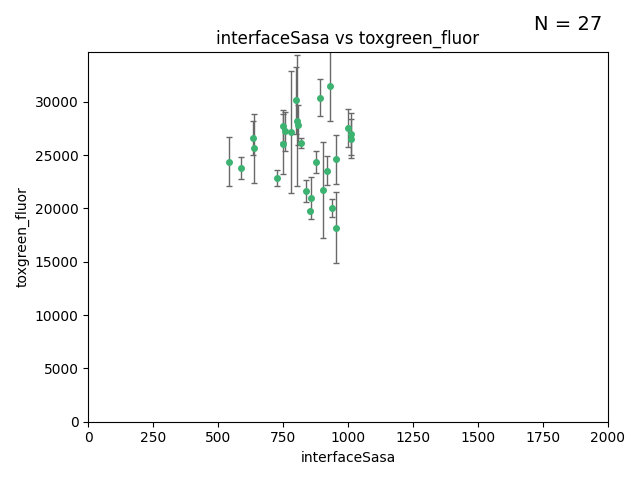 N = 27
interfaceSasa vs toxgreen_fluor
30000
25000
20000
15000
10000
5000
0
toxgreen_fluor
0 250 500 750 1000 1250 1500 1750 2000
interfaceSasa